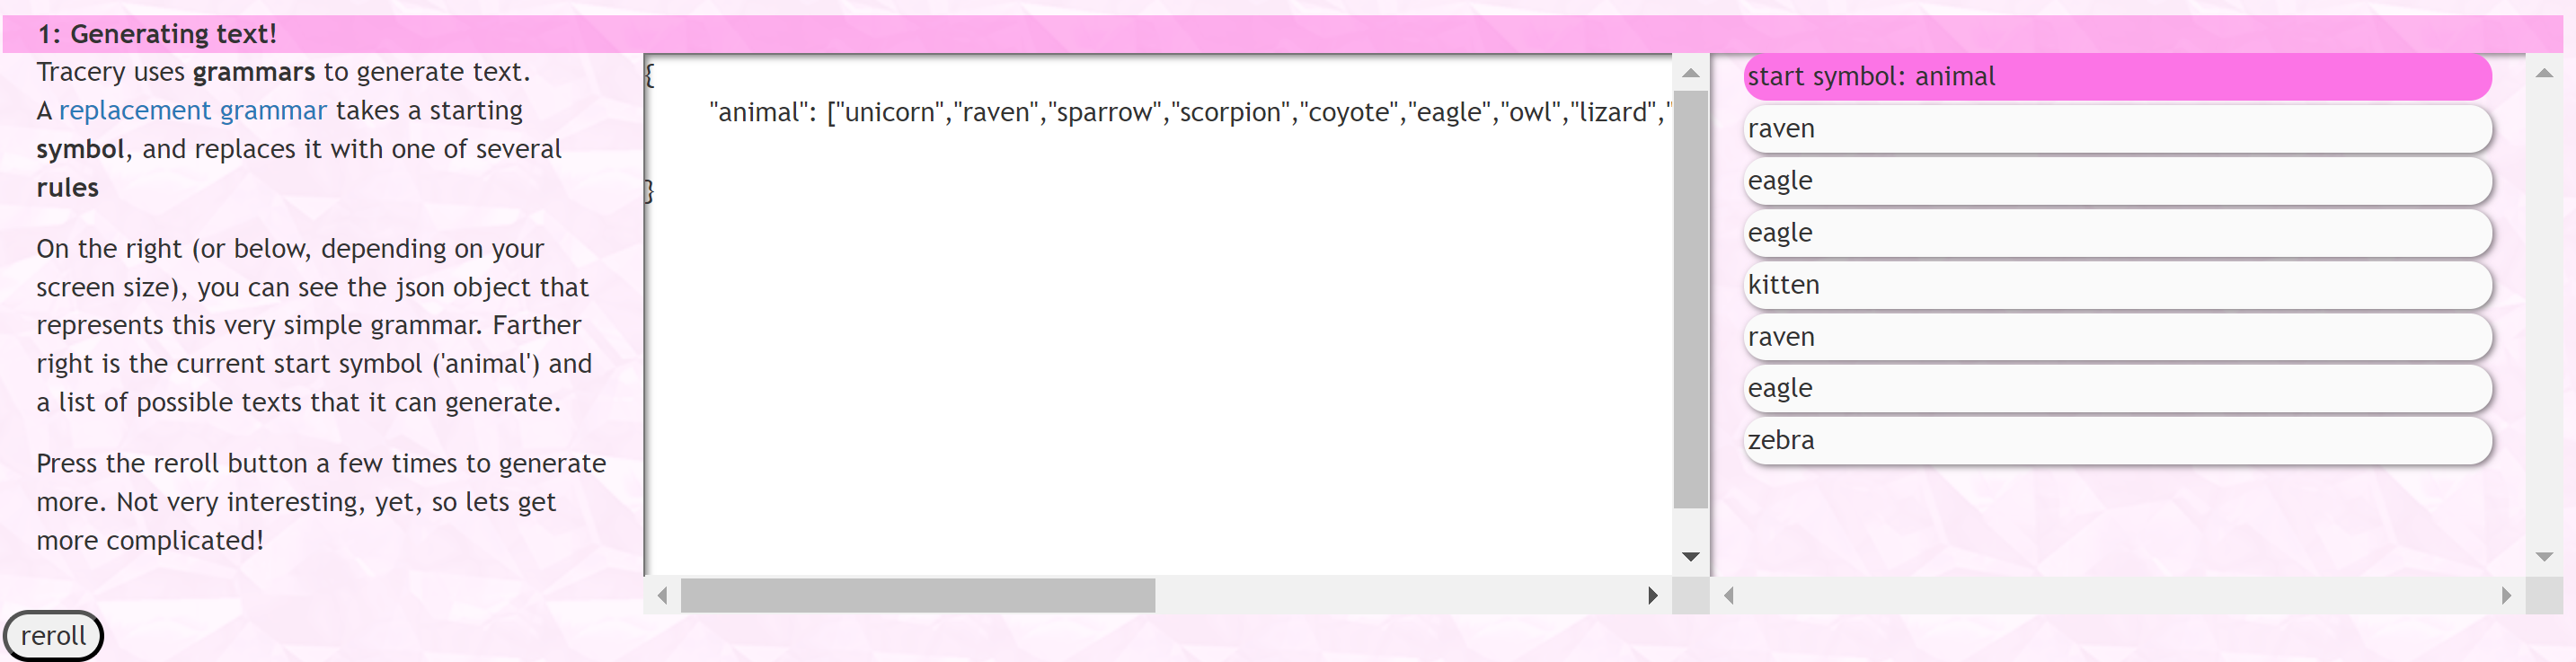 1: Generating text!
Tracery uses grammars to generate text.
A replacement grammar takes a starting
symbol, and replaces it with one of several
rules
On the right (or below, depending on your
screen size), you can see the json object that
represents this very simple grammar. Farther
right is the current start symbol ('animal') and
a list of possible texts that it can generate.
Press the reroll button a few times to generate
more. Not very interesting, yet, so lets get
more complicated!
reroll
{
"animal": ["unicorn","raven","sparrow","scorpion","coyote","eagle","owl","lizard","
}
start symbol: animal
raven
eagle
eagle
kitten
raven
eagle
zebra